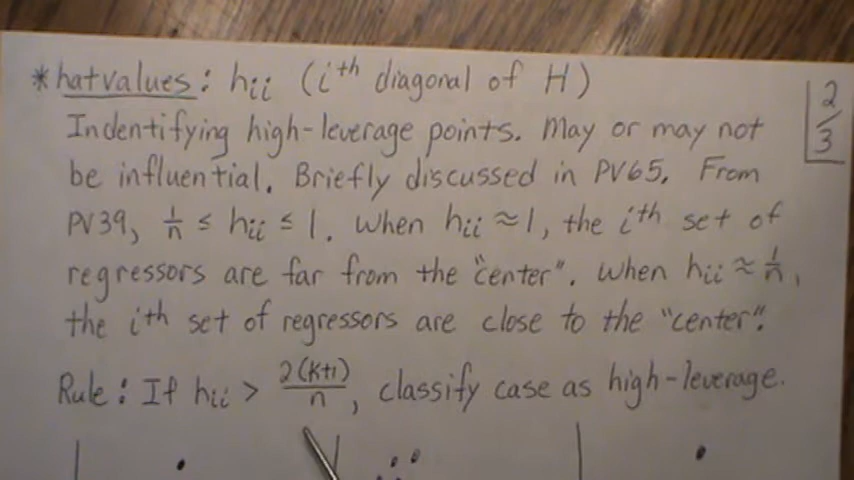 *hatvalues: hii (ith diagonal of H)
2/3
Indentifying high-leverage points. May or may not
be influential. Briefly discussed in PV65. From
PV39, 1/n ≤ hii ≤ 1. When hii ≈ 1, the ith set of
regressors are far from the "center". When hii ≈ 1/n,
the ith set of regressors are close to the "center".
Rule: If hii > 2(K+1)/n, classify case as high-leverage.